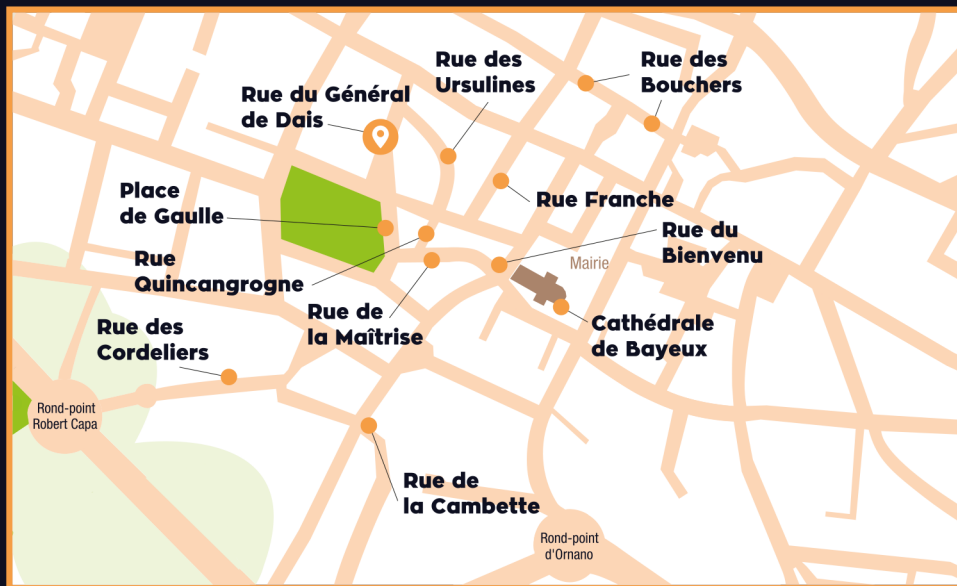 Rue des
Ursulines
Rue des
Bouchers
Rue du Général
de Dais
Place
de Gaulle
Rue Franche
Rue du
Bienvenu
Mairie
Rue
Quincangrogne
Rue de
la Maîtrise
Cathédrale
de Bayeux
Rue des
Cordeliers
Rond-point
Robert Capa
Rue de
la Cambette
Rond-point
d'Ornano